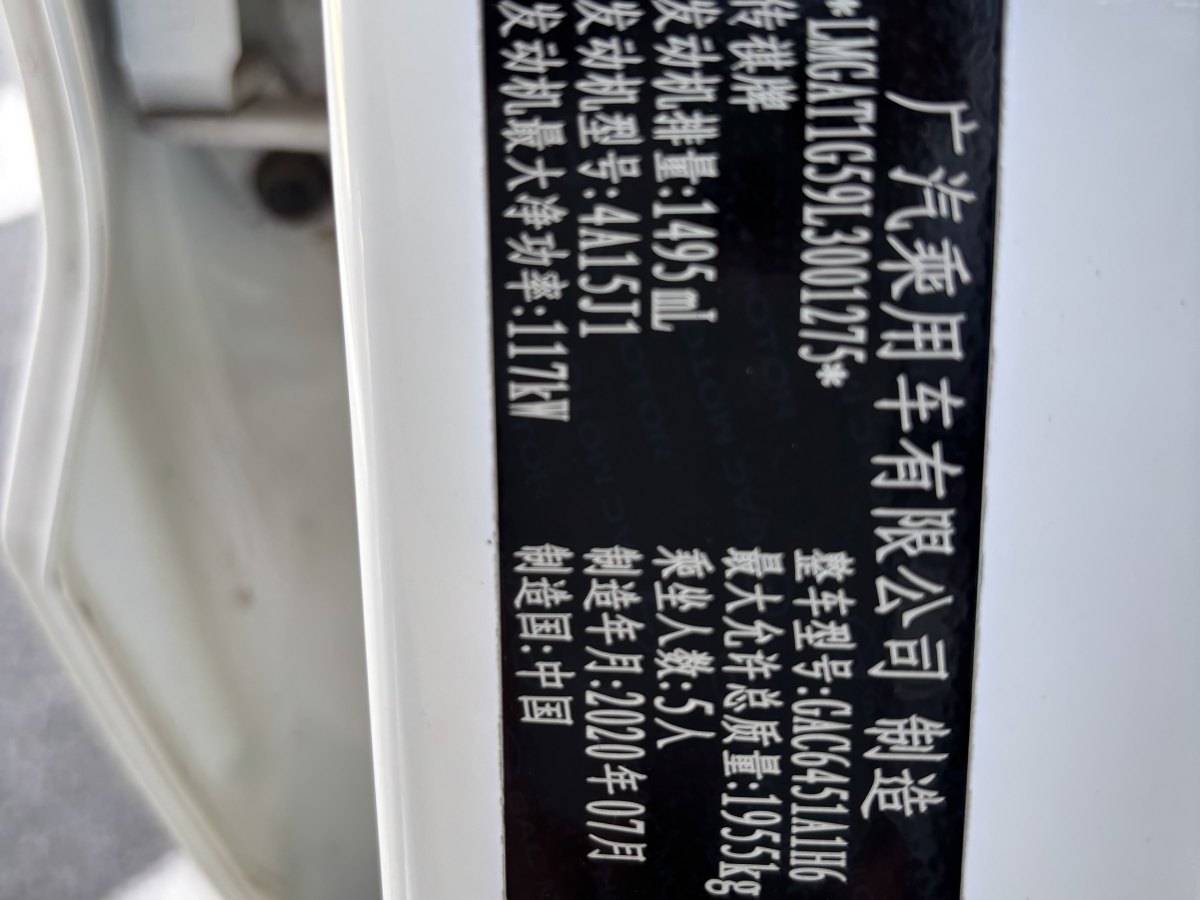 广汽乘用车有限公司 制造
*LMGAT1G59L3001275*
传祺牌 整车型号:GAC6451A1H6
最大允许总质量:1955kg
发动机排量:1495mL 乘坐人数:5人
发动机型号:4A15J1 制造年月:2020年07月
发动机最大净功率:117kW 制造国:中国